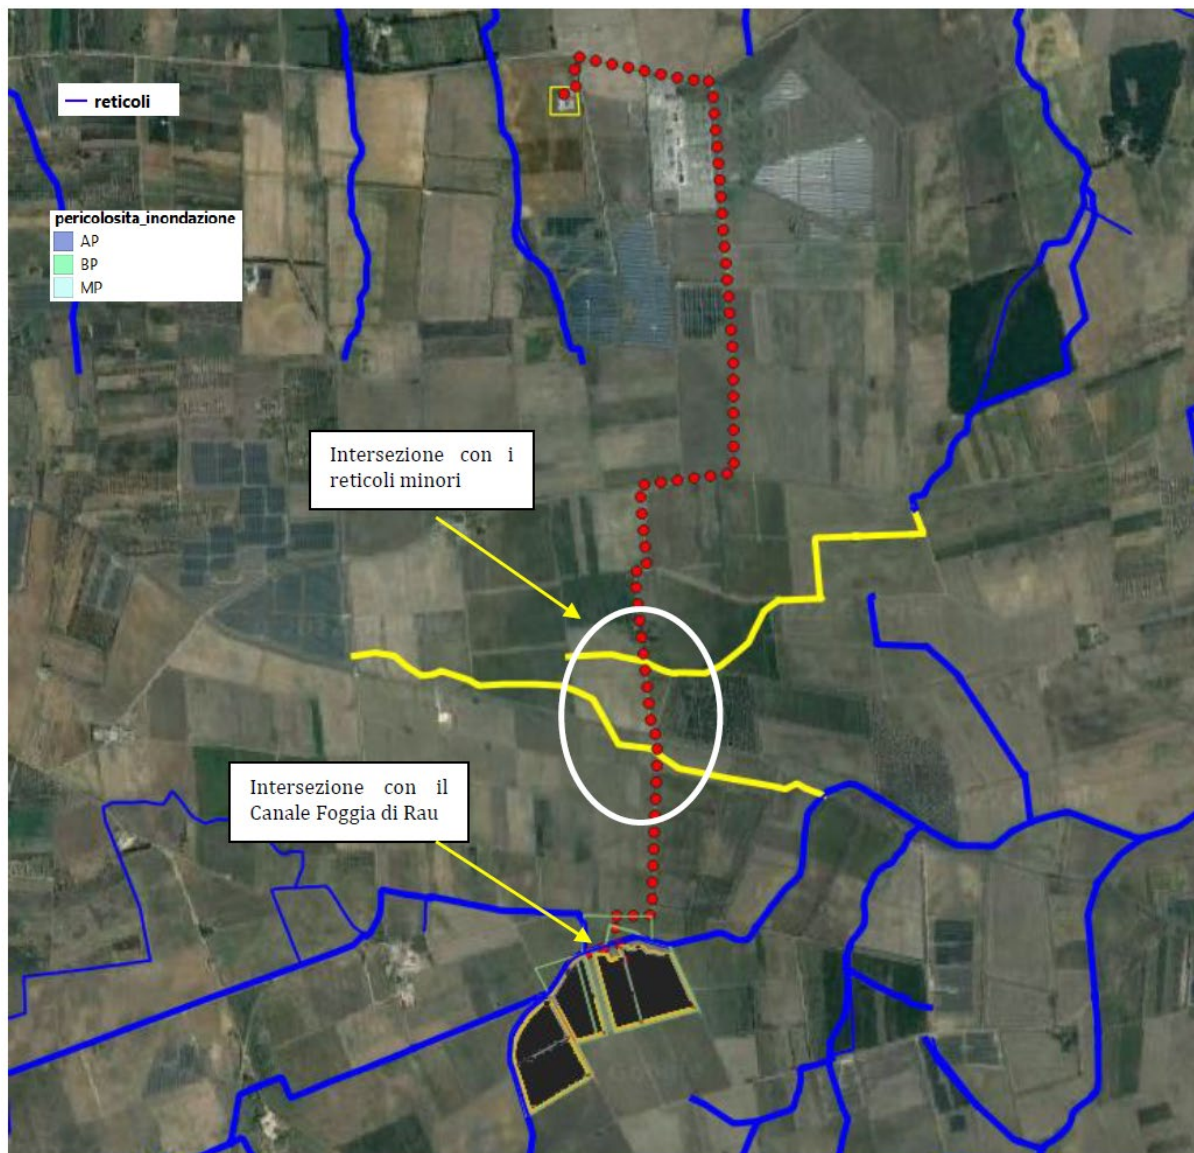 reticoli
pericolosita_inondazione
AP
BP
MP
Intersezione con i
reticoli minori
Intersezione con il
Canale Foggia di Rau